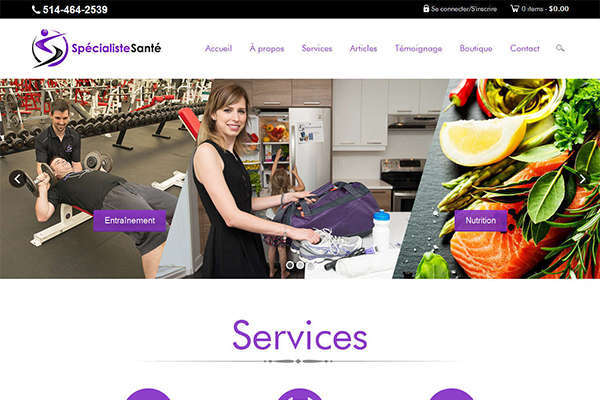 514-464-2539
Se connecter/S'inscrire
0 items - $0.00
SpécialisteSanté
Accueil
À propos
Services
Articles
Témoignage
Boutique
Contact
Entraînement
Nutrition
Services